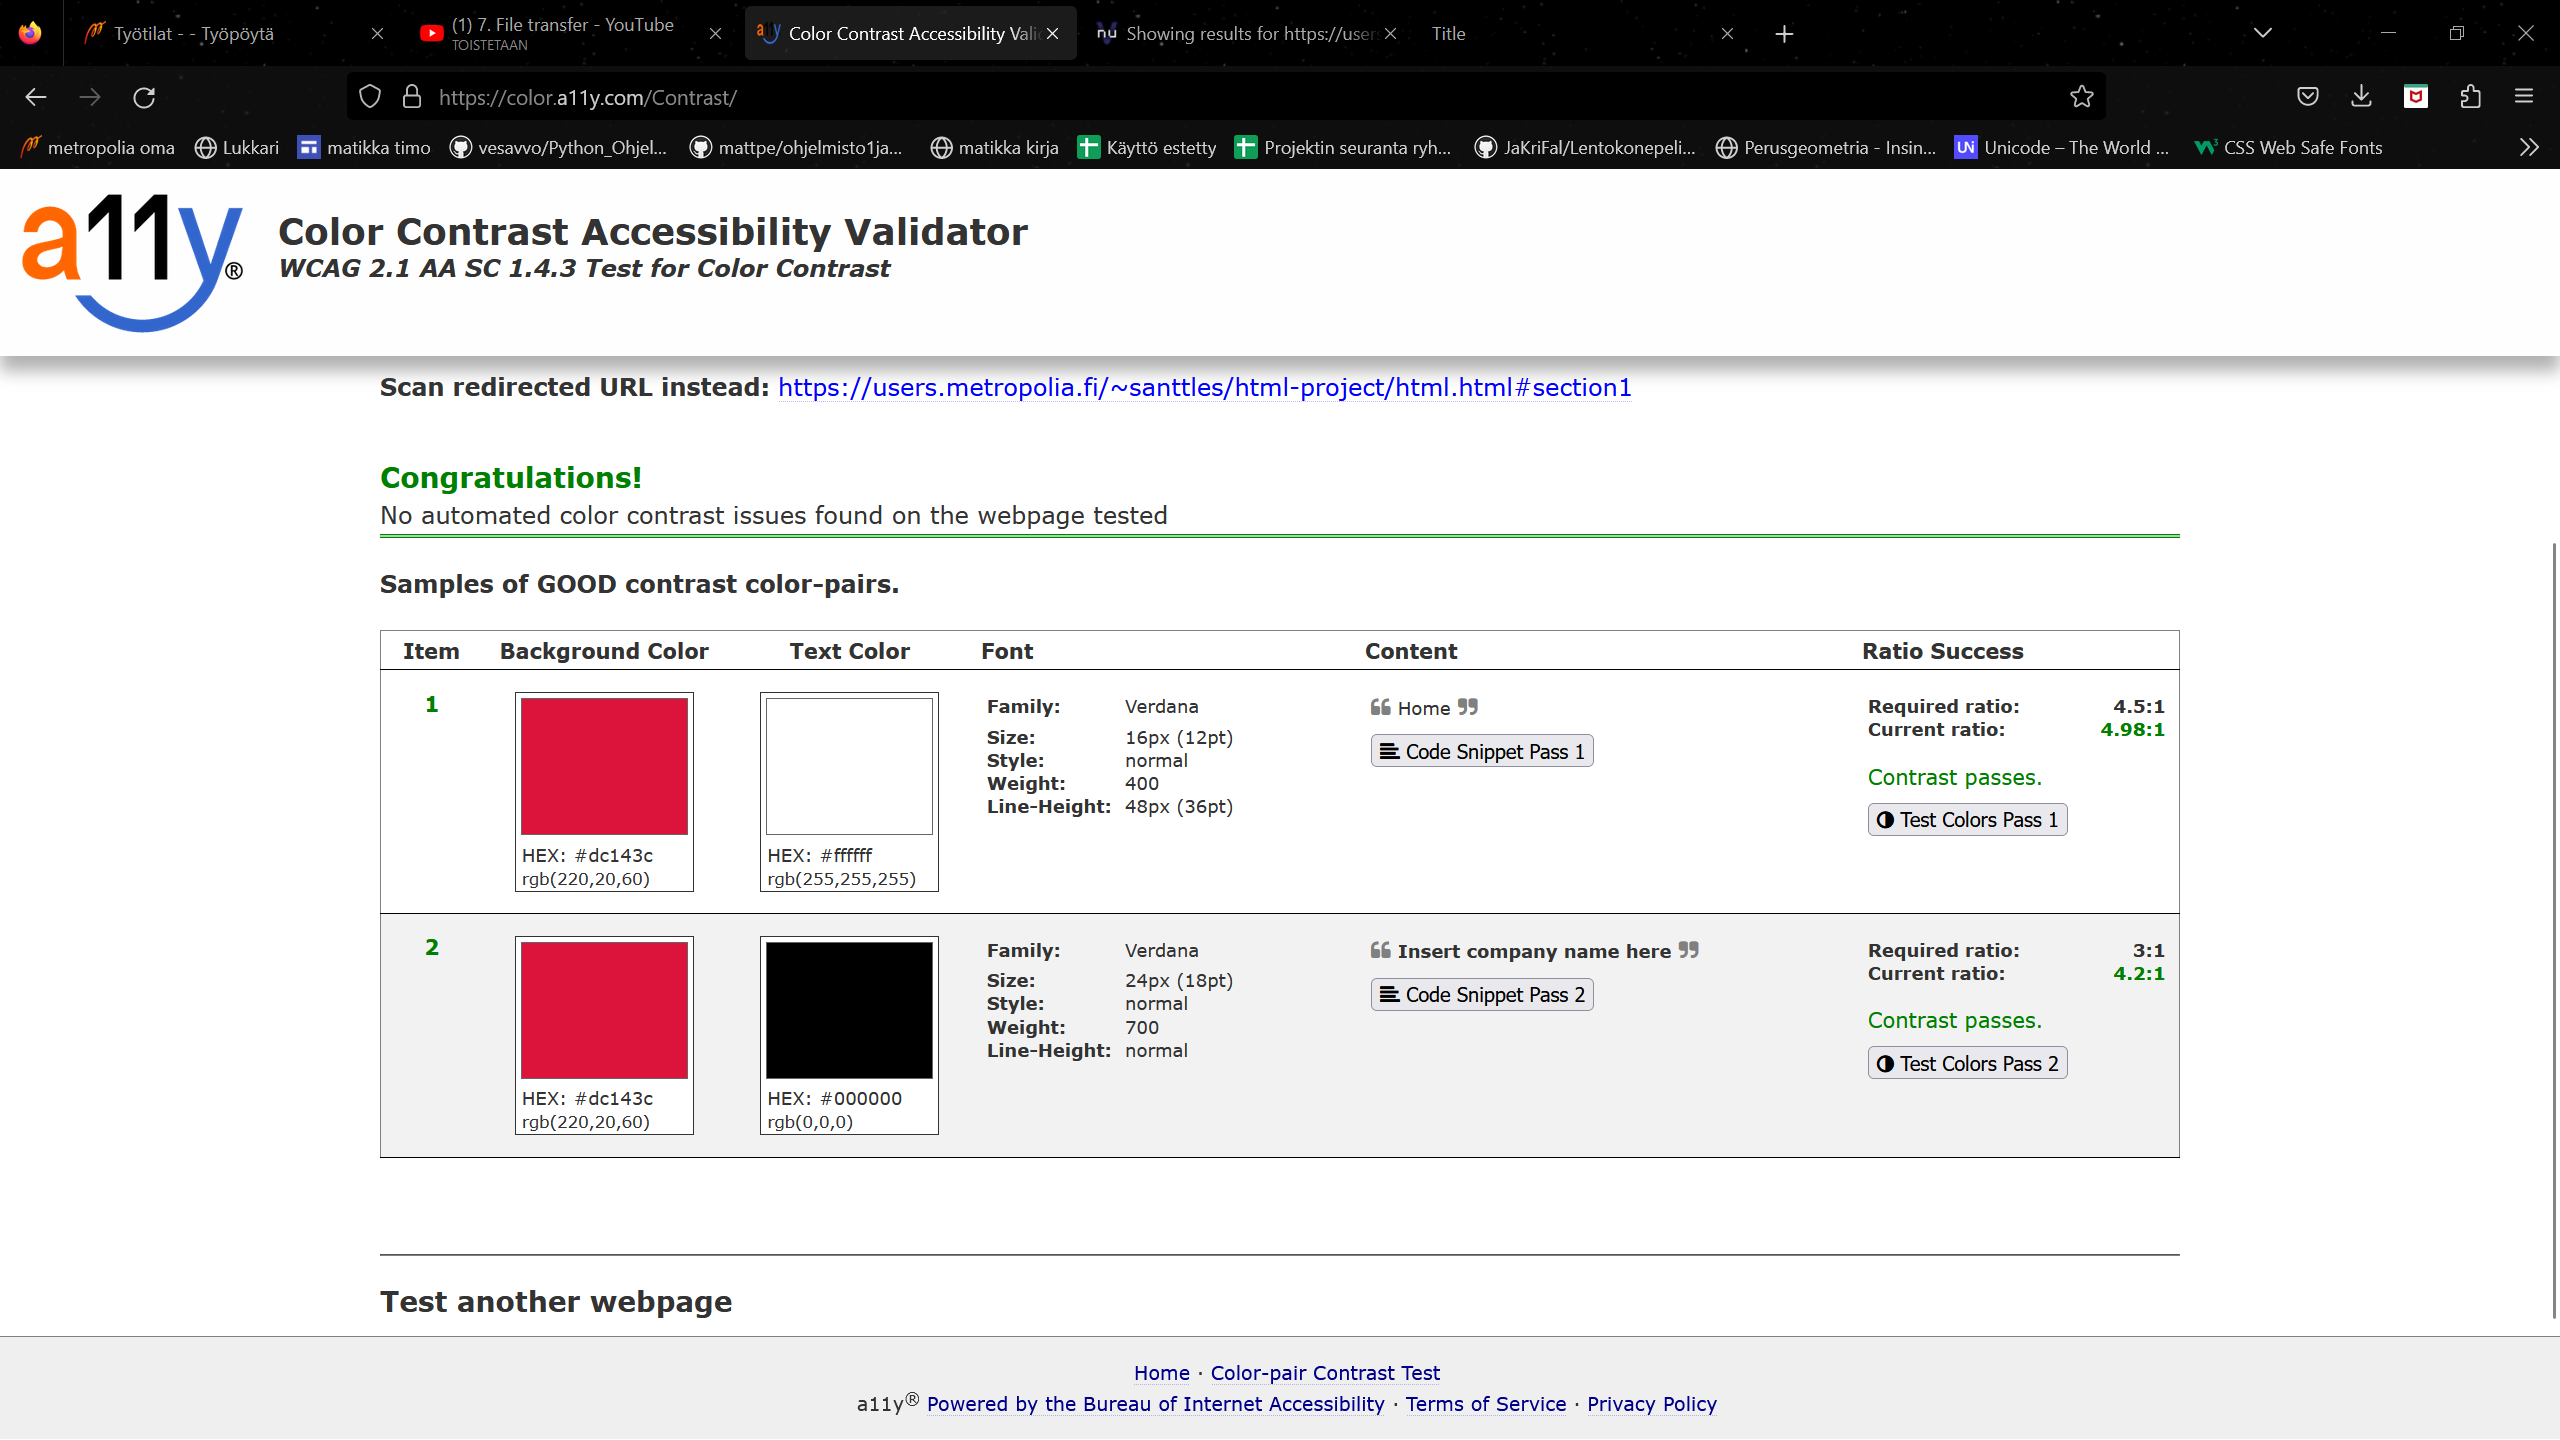 Työtilat - - Työpöytä
(1) 7. File transfer - YouTube
TOISTETAAN
Color Contrast Accessibility Vali
Showing results for https://user
Title
https://color.a11y.com/Contrast/
metropolia oma
Lukkari
matikka timo
vesavvo/Python_Ohjel...
mattpe/ohjelmisto1ja...
matikka kirja
Käyttö estetty
Projektin seuranta ryh...
JaKriFal/Lentokonepeli...
Perusgeometria - Insin...
Unicode – The World ...
CSS Web Safe Fonts
a11y®
Color Contrast Accessibility Validator
WCAG 2.1 AA SC 1.4.3 Test for Color Contrast
Scan redirected URL instead: https://users.metropolia.fi/~santtles/html-project/html.html#section1
Congratulations!
No automated color contrast issues found on the webpage tested
Samples of GOOD contrast color-pairs.
Item Background Color Text Color Font Content Ratio Success
1
HEX: #dc143c
rgb(220,20,60)
HEX: #ffffff
rgb(255,255,255)
Family: Verdana
Size: 16px (12pt)
Style: normal
Weight: 400
Line-Height: 48px (36pt)
❝ Home ❞
Code Snippet Pass 1
Required ratio: 4.5:1
Current ratio: 4.98:1
Contrast passes.
Test Colors Pass 1
2
HEX: #dc143c
rgb(220,20,60)
HEX: #000000
rgb(0,0,0)
Family: Verdana
Size: 24px (18pt)
Style: normal
Weight: 700
Line-Height: normal
❝ Insert company name here ❞
Code Snippet Pass 2
Required ratio: 3:1
Current ratio: 4.2:1
Contrast passes.
Test Colors Pass 2
Test another webpage
Home · Color-pair Contrast Test
a11y® Powered by the Bureau of Internet Accessibility · Terms of Service · Privacy Policy